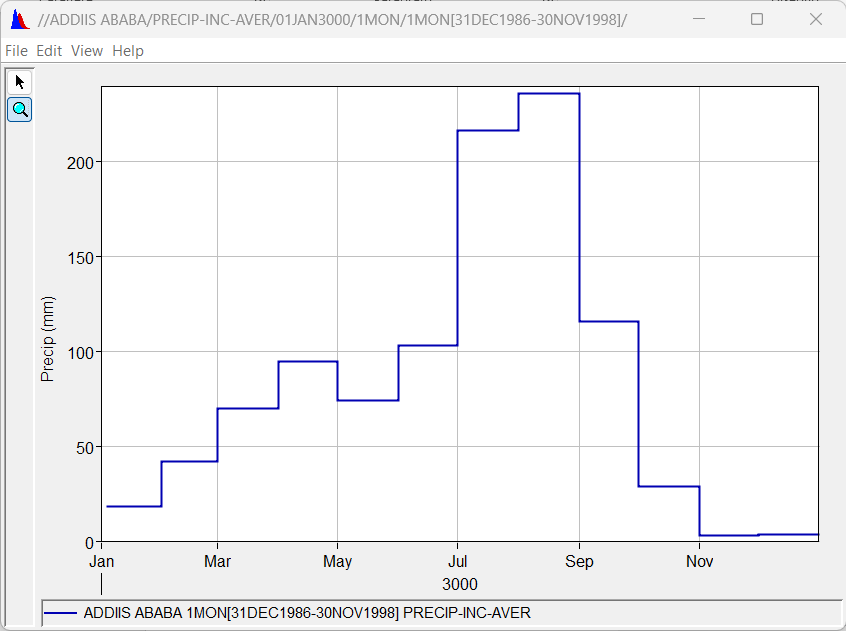 //ADDIIS ABABA/PRECIP-INC-AVER/01JAN3000/1MON/1MON[31DEC1986-30NOV1998]/
File Edit View Help
Precip (mm)
200
150
100
50
0
Jan Mar May Jul Sep Nov
3000
ADDIIS ABABA 1MON[31DEC1986-30NOV1998] PRECIP-INC-AVER